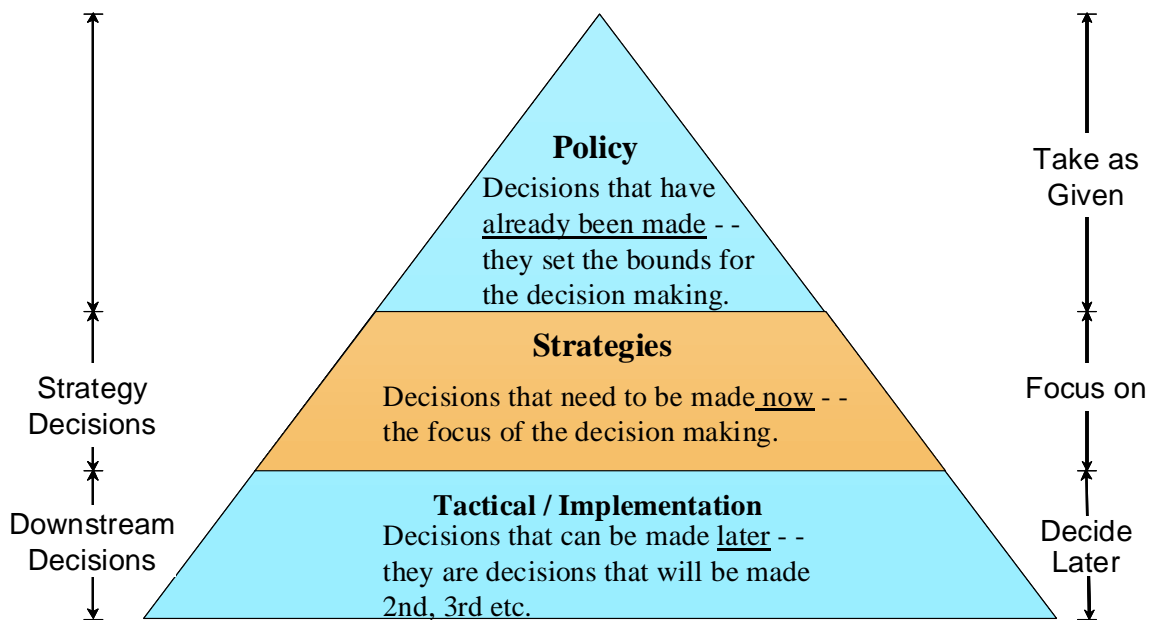 Policy
Decisions that have
already been made - -
they set the bounds for
the decision making.
Take as
Given
Strategies
Decisions that need to be made now - -
the focus of the decision making.
Strategy
Decisions
Focus on
Tactical / Implementation
Decisions that can be made later - -
they are decisions that will be made
2nd, 3rd etc.
Downstream
Decisions
Decide
Later